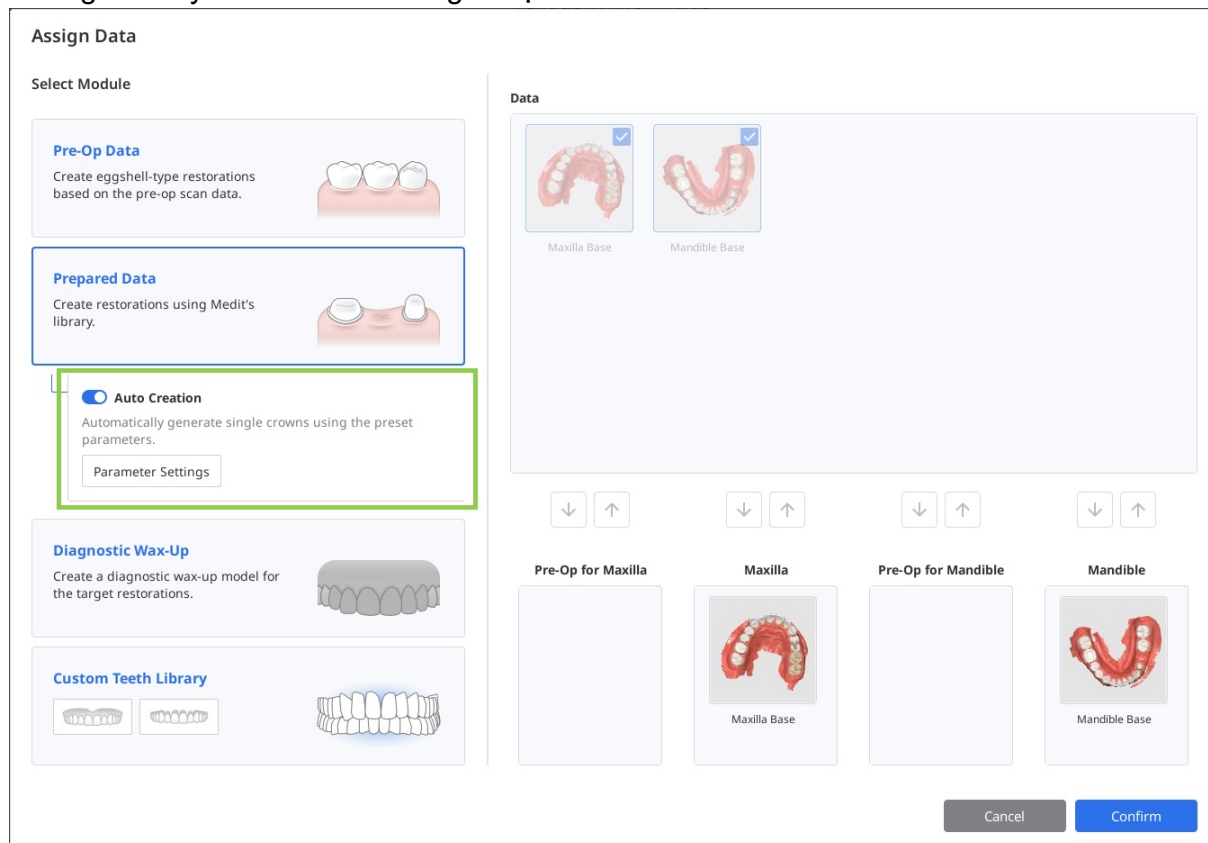 Assign Data
Select Module
Pre-Op Data
Create eggshell-type restorations
based on the pre-op scan data.
Prepared Data
Create restorations using Medit's
library.
Auto Creation
Automatically generate single crowns using the preset
parameters.
Parameter Settings
Diagnostic Wax-Up
Create a diagnostic wax-up model for
the target restorations.
Custom Teeth Library
Data
Maxilla Base
Mandible Base
Pre-Op for Maxilla
Maxilla
Pre-Op for Mandible
Mandible
Maxilla Base
Mandible Base
Cancel
Confirm